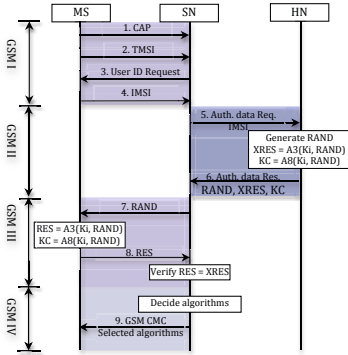 MS SN HN
GSM I
1. CAP
2. TMSI
3. User ID Request
4. IMSI
GSM II
5. Auth. data Req.
IMSI
Generate RAND
XRES = A3(Ki, RAND)
KC = A8(Ki, RAND)
6. Auth. data Res.
RAND, XRES, KC
GSM III
7. RAND
RES = A3(Ki, RAND)
KC = A8(Ki, RAND)
8. RES
Verify RES = XRES
GSM IV
Decide algorithms
9. GSM CMC
Selected algorithms